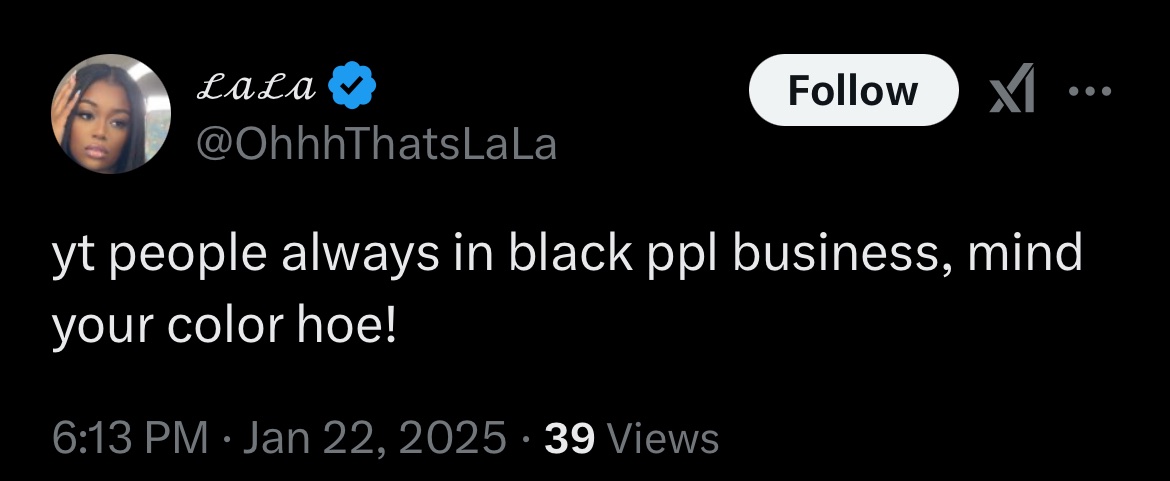 LaLa
@OhhhThatsLaLa
Follow
yt people always in black ppl business, mind
your color hoe!
6:13 PM · Jan 22, 2025 · 39 Views